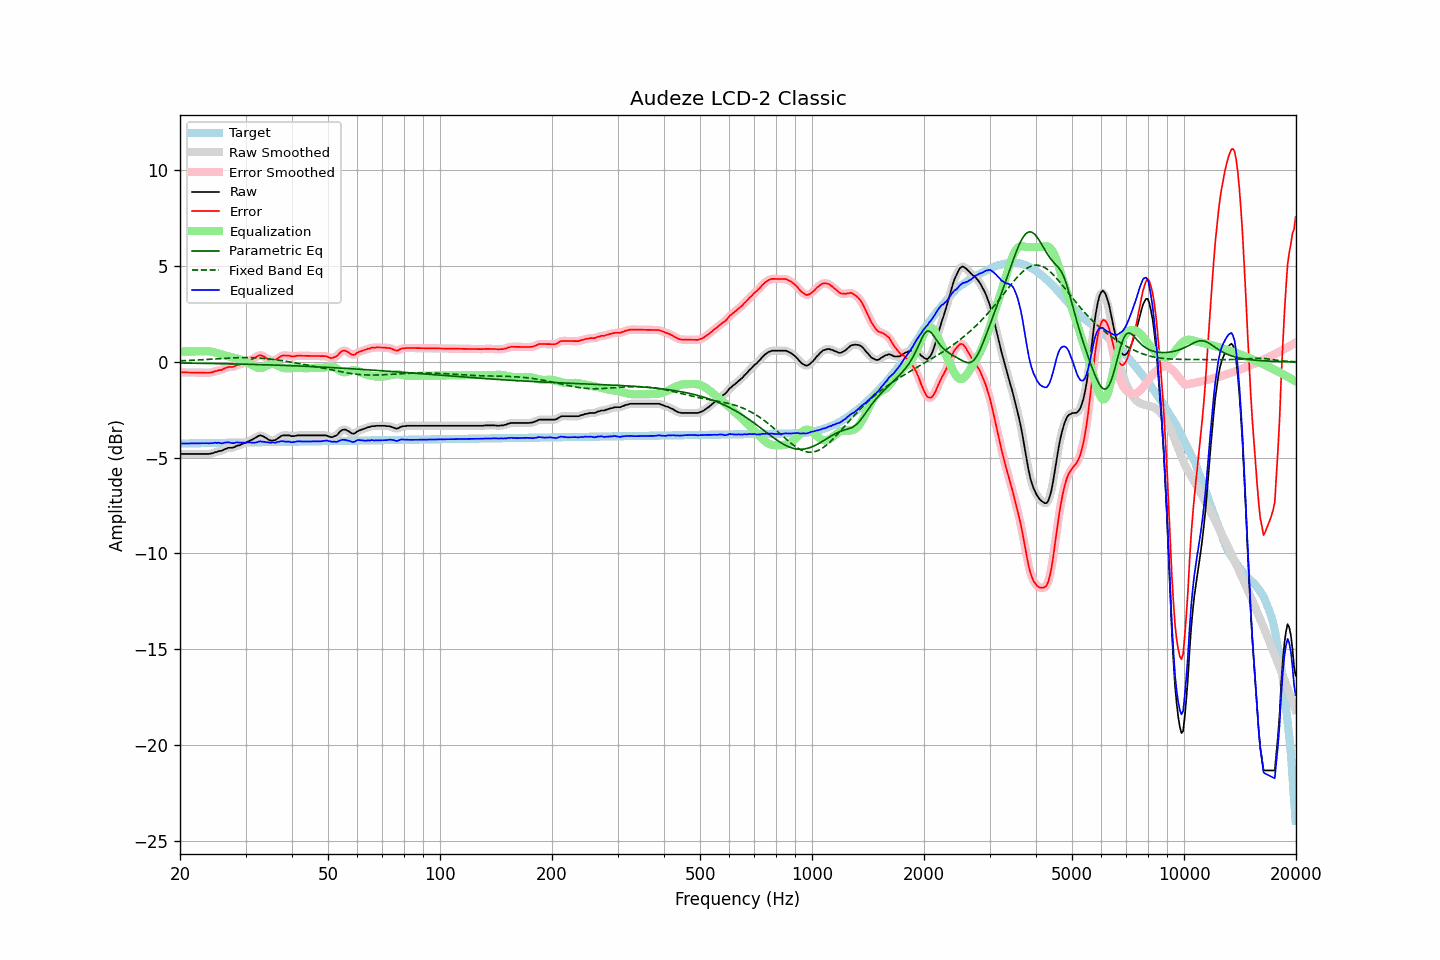 Audeze LCD-2 Classic
Target
Raw Smoothed
Error Smoothed
Raw
Error
Equalization
Parametric Eq
Fixed Band Eq
Equalized
10
5
0
−5
−10
−15
−20
−25
Amplitude (dBr)
20 50 100 200 500 1000 2000 5000 10000 20000
Frequency (Hz)